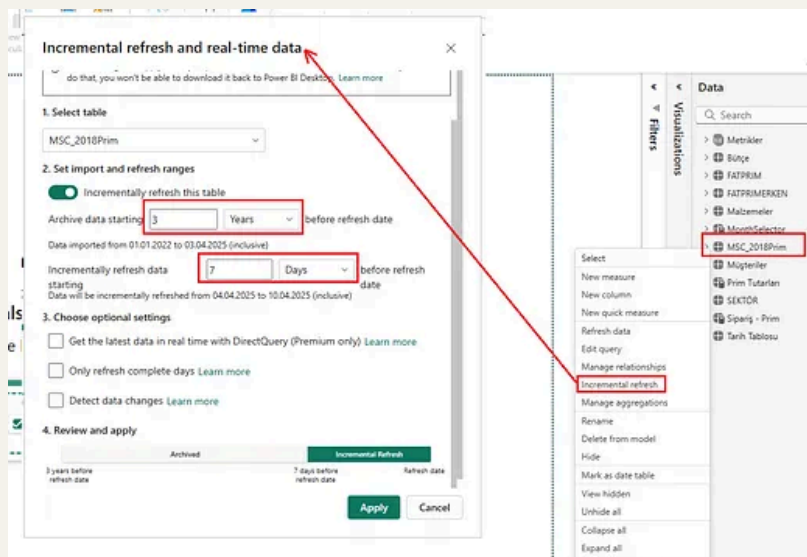 Incremental refresh and real-time data
do that, you won't be able to download it back to Power BI Desktop. Learn more
1. Select table
MSC_2018Prim
2. Set import and refresh ranges
Incrementally refresh this table
Archive data starting 3 Years before refresh date
Data imported from 01.01.2022 to 03.04.2025 (inclusive)
Incrementally refresh data starting 7 Days before refresh date
Data will be incrementally refreshed from 04.04.2025 to 10.04.2025 (inclusive)
3. Choose optional settings
Get the latest data in real time with DirectQuery (Premium only) Learn more
Only refresh complete days Learn more
Detect data changes Learn more
4. Review and apply
Archived Incremental Refresh
3 years before refresh date
7 days before refresh date
Refresh date
Apply Cancel
Select
New measure
New column
New quick measure
Refresh data
Edit query
Manage relationships
Incremental refresh
Manage aggregations
Rename
Delete from model
Hide
Mark as date table
View hidden
Unhide all
Collapse all
Expand all
Filters
Visualizations
Data
Search
Metrikler
Bütçe
FATPRIM
FATPRIMERKEN
Malzemeler
MonthSelector
MSC_2018Prim
Müşteriler
Prim Tutarları
SEKTÖR
Sipariş - Prim
Tarih Tablosu